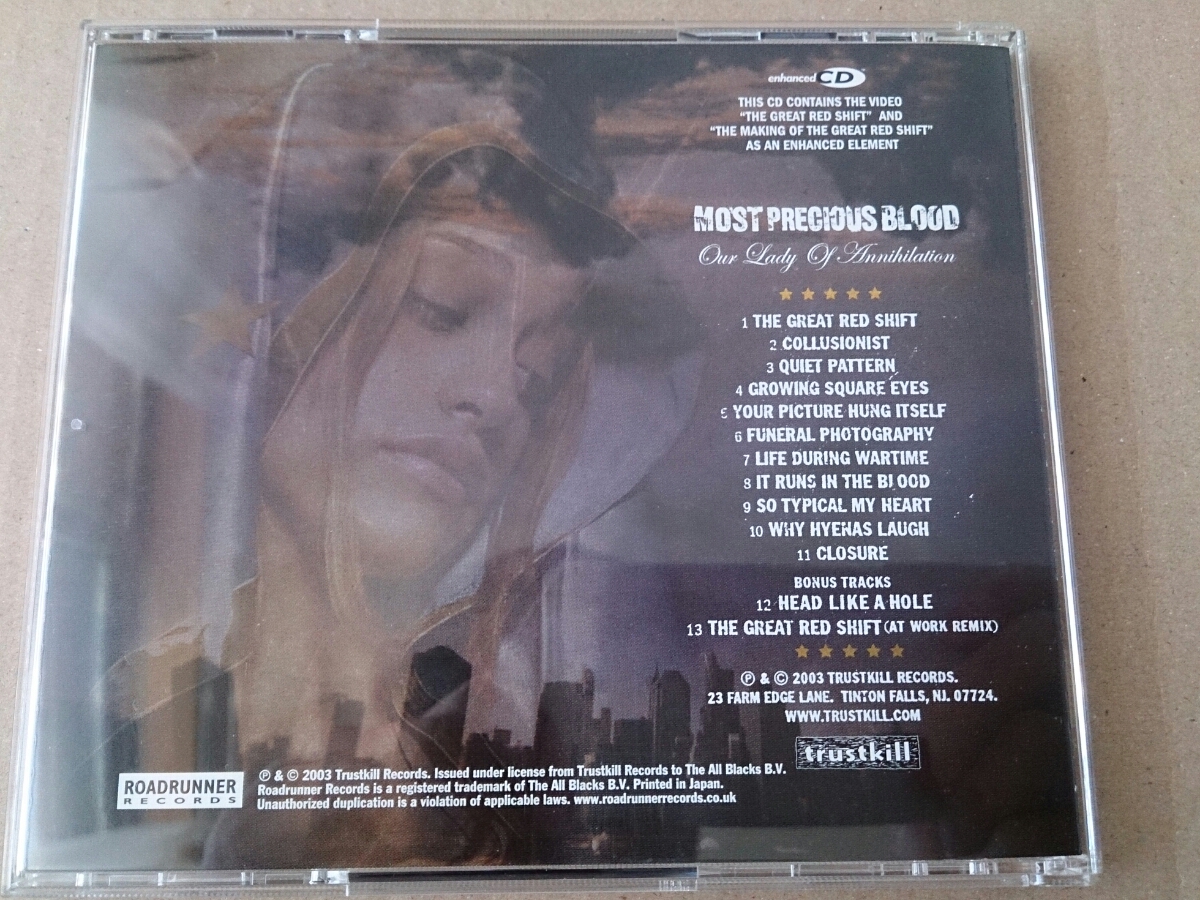 enhanced CD
THIS CD CONTAINS THE VIDEO
"THE GREAT RED SHIFT" AND
"THE MAKING OF THE GREAT RED SHIFT"
AS AN ENHANCED ELEMENT
MOST PRECIOUS BLOOD
Our Lady Of Annihilation
1 THE GREAT RED SHIFT
2 COLLUSIONIST
3 QUIET PATTERN
4 GROWING SQUARE EYES
5 YOUR PICTURE HUNG ITSELF
6 FUNERAL PHOTOGRAPHY
7 LIFE DURING WARTIME
8 IT RUNS IN THE BLOOD
9 SO TYPICAL MY HEART
10 WHY HYENAS LAUGH
11 CLOSURE
BONUS TRACKS
12 HEAD LIKE A HOLE
13 THE GREAT RED SHIFT (AT WORK REMIX)
℗ & © 2003 TRUSTKILL RECORDS.
23 FARM EDGE LANE. TINTON FALLS, NJ. 07724.
WWW.TRUSTKILL.COM
trustkill
ROADRUNNER
RECORDS
℗ & © 2003 Trustkill Records. Issued under license from Trustkill Records to The All Blacks B.V.
Roadrunner Records is a registered trademark of The All Blacks B.V. Printed in Japan.
Unauthorized duplication is a violation of applicable laws. www.roadrunnerrecords.co.uk